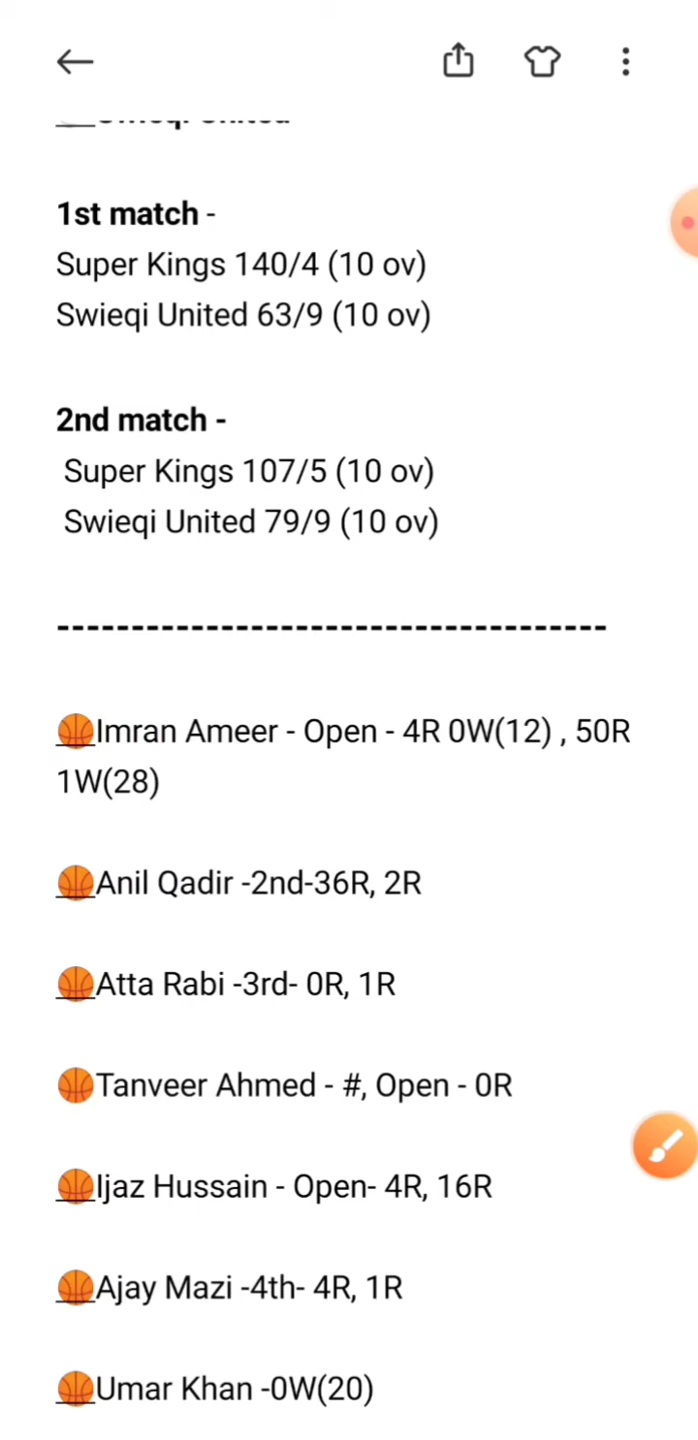 1st match -
Super Kings 140/4 (10 ov)
Swieqi United 63/9 (10 ov)
2nd match -
Super Kings 107/5 (10 ov)
Swieqi United 79/9 (10 ov)
------------------------------------
🏀Imran Ameer - Open - 4R 0W(12) , 50R
1W(28)
🏀Anil Qadir -2nd-36R, 2R
🏀Atta Rabi -3rd- 0R, 1R
🏀Tanveer Ahmed - #, Open - 0R
🏀Ijaz Hussain - Open- 4R, 16R
🏀Ajay Mazi -4th- 4R, 1R
🏀Umar Khan -0W(20)